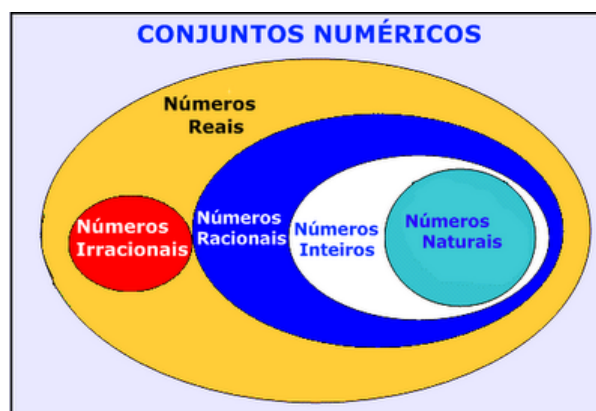 CONJUNTOS NUMÉRICOS
Números
Reais
Números
Irracionais
Números
Racionais
Números
Inteiros
Números
Naturais